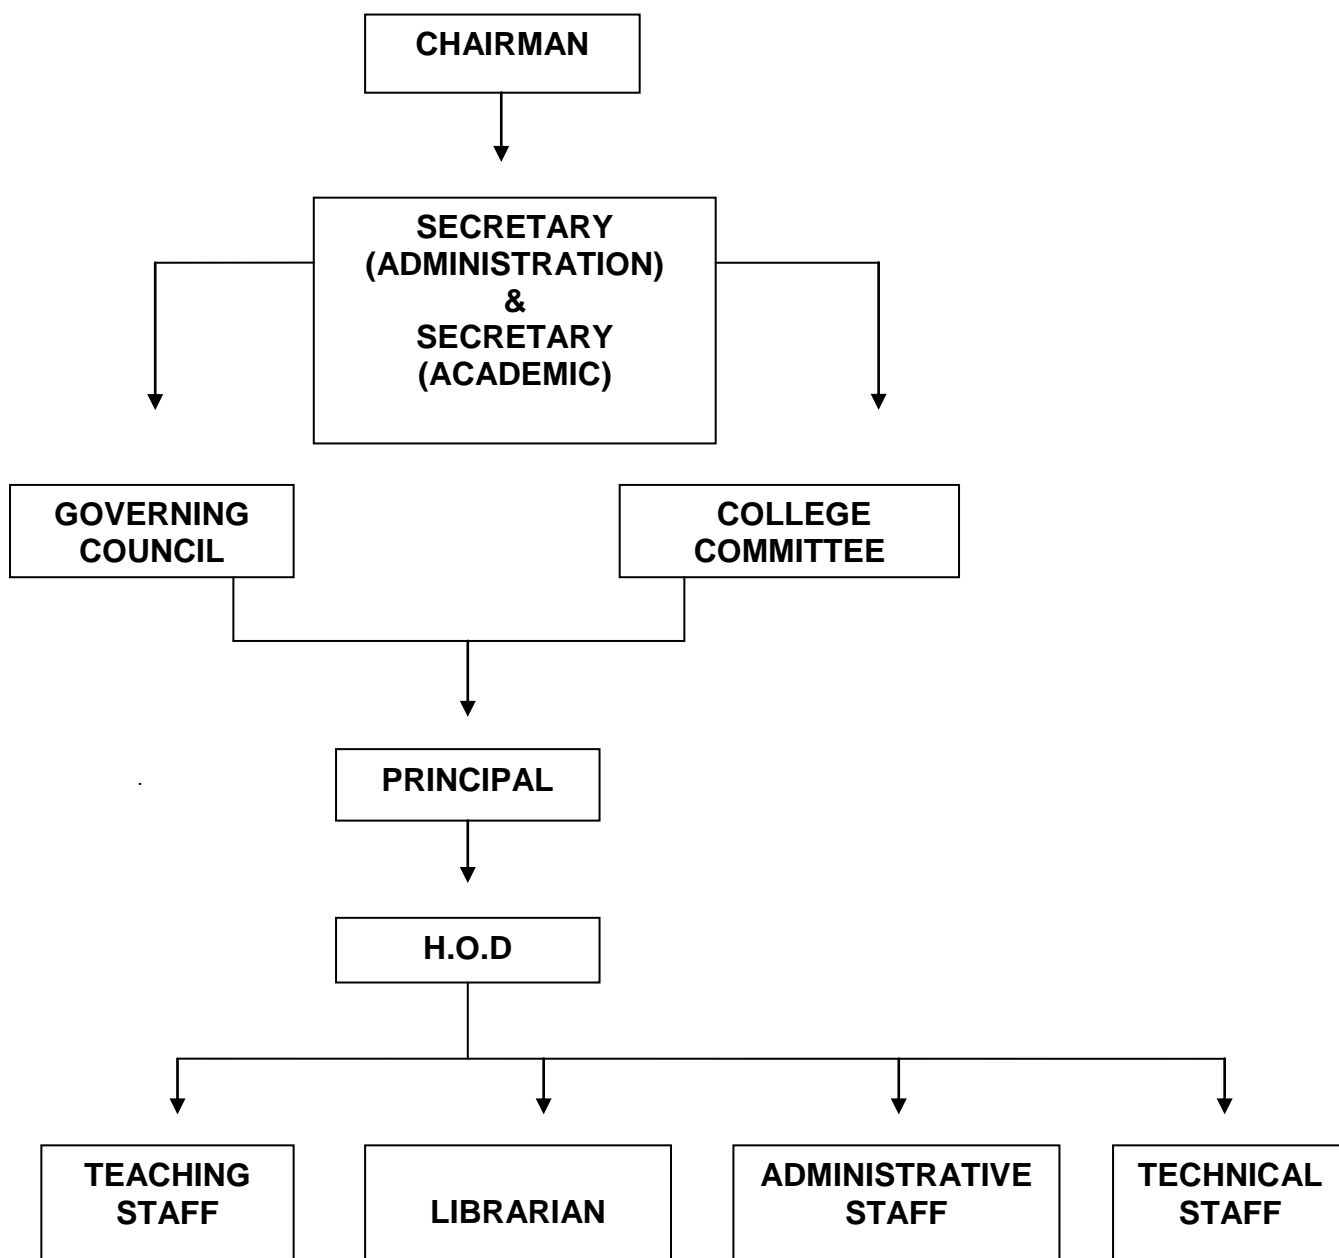 CHAIRMAN
SECRETARY
(ADMINISTRATION)
&
SECRETARY
(ACADEMIC)
GOVERNING
COUNCIL
COLLEGE
COMMITTEE
PRINCIPAL
H.O.D
TEACHING
STAFF
LIBRARIAN
ADMINISTRATIVE
STAFF
TECHNICAL
STAFF